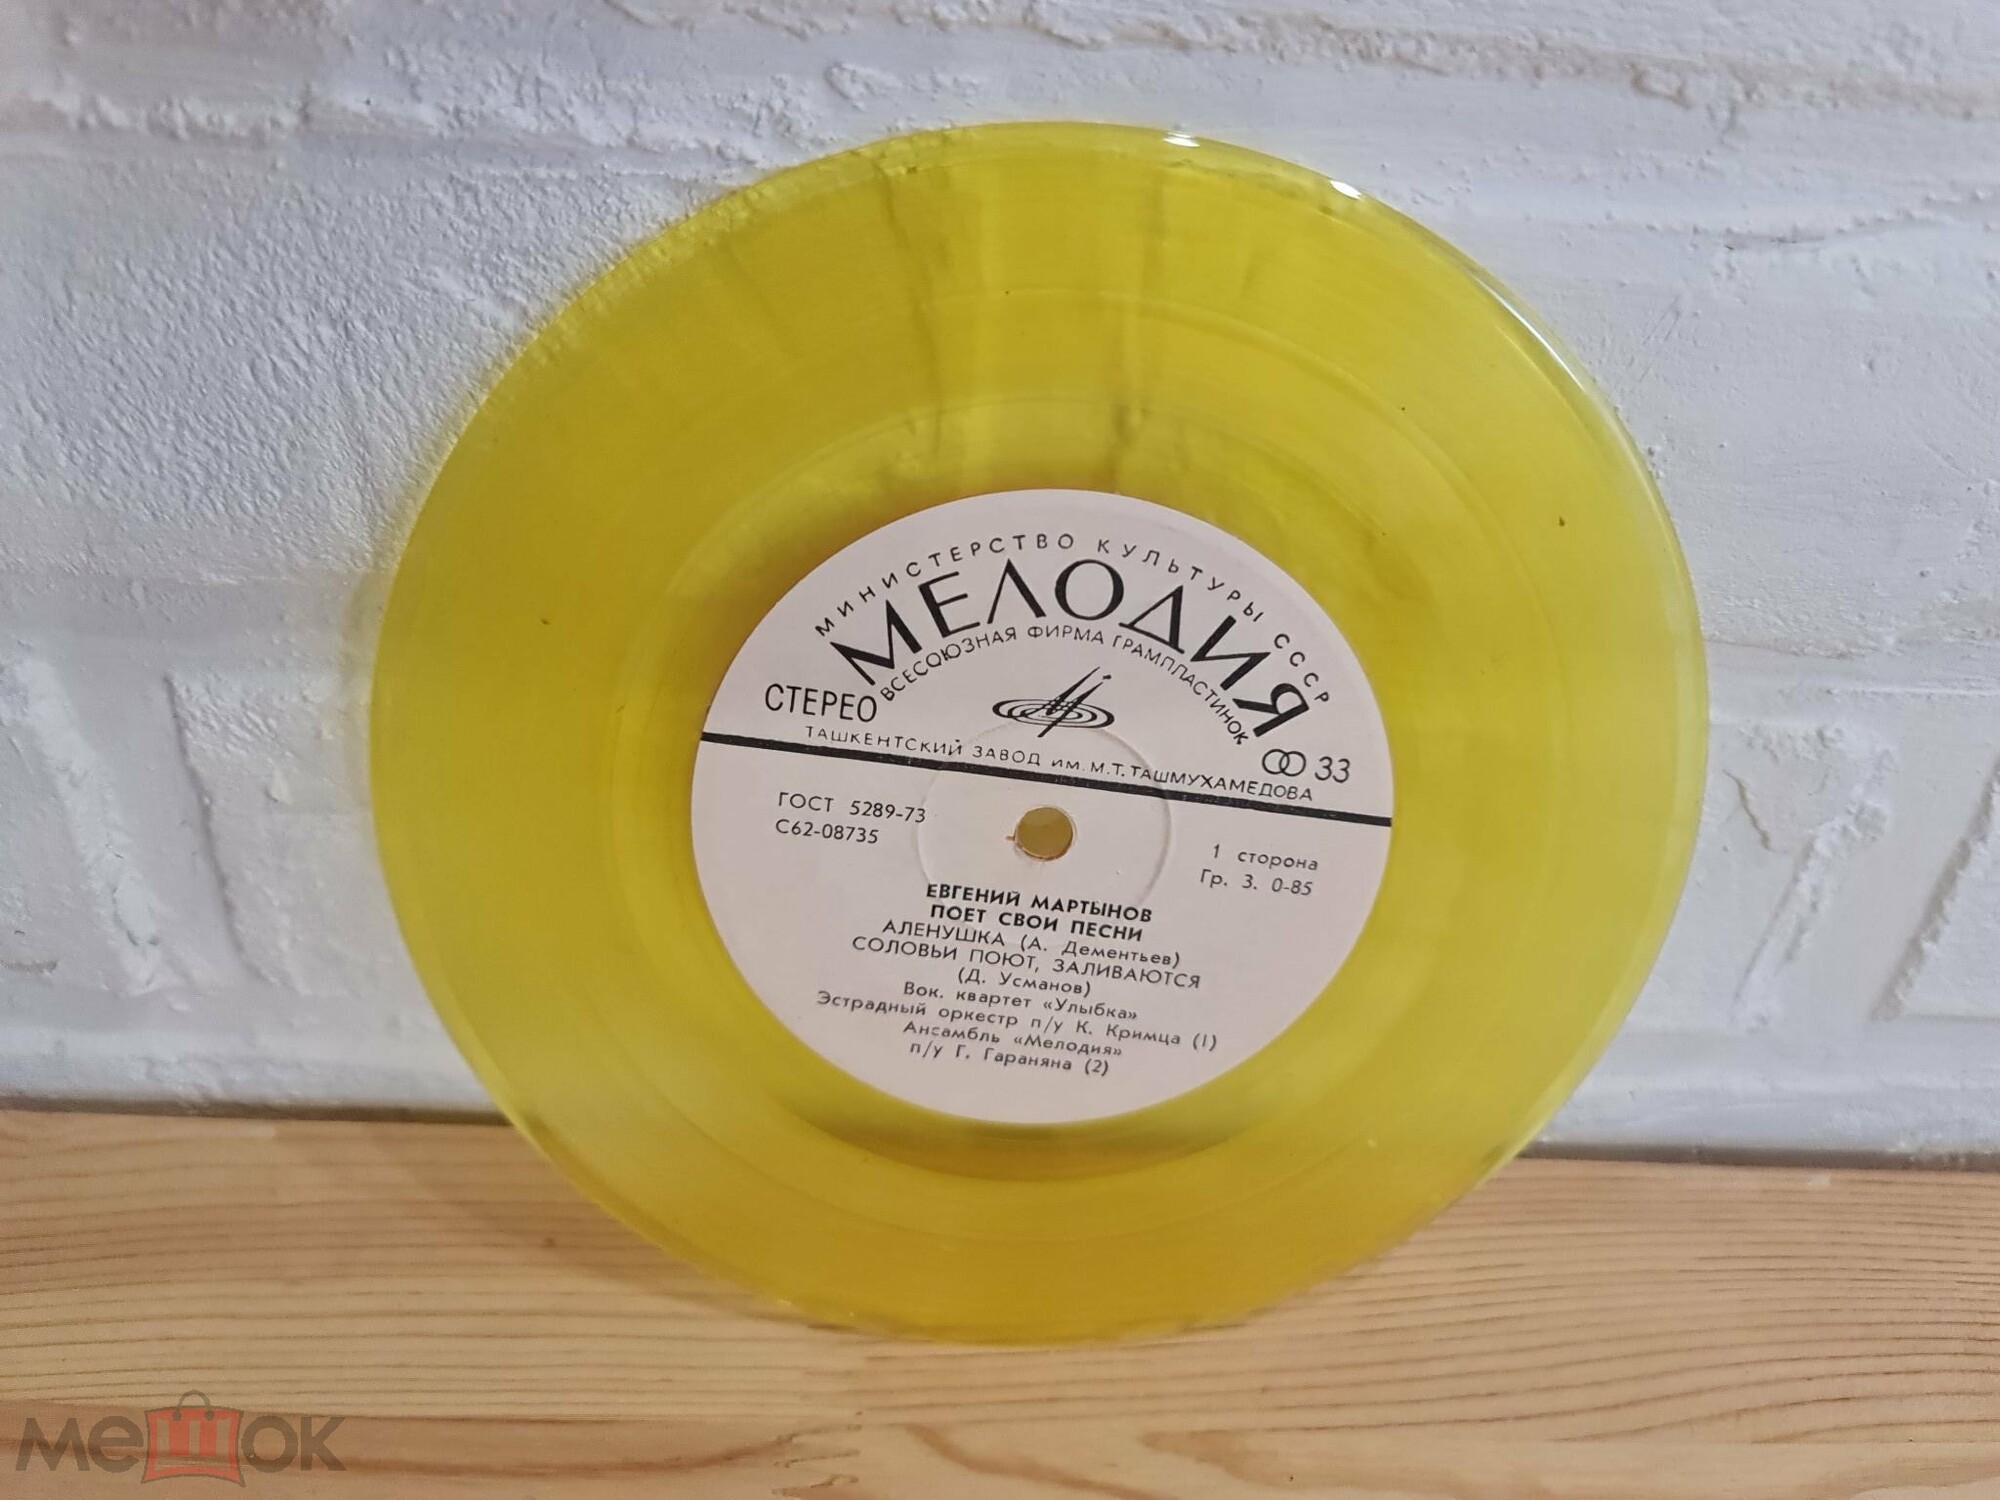 МИНИСТЕРСТВО КУЛЬТУРЫ СССР
МЕЛОДИЯ
ВСЕСОЮЗНАЯ ФИРМА ГРАМПЛАСТИНОК
СТЕРЕО
33
ТАШКЕНТСКИЙ ЗАВОД им. М.Т. ТАШМУХАМЕДОВА
ГОСТ 5289-73
С62-08735
1 сторона
Гр. 3. 0-85
ЕВГЕНИЙ МАРТЫНОВ
ПОЕТ СВОИ ПЕСНИ
АЛЕНУШКА (А. Дементьев)
СОЛОВЬИ ПОЮТ, ЗАЛИВАЮТСЯ
(Д. Усманов)
Вок. квартет «Улыбка»
Эстрадный оркестр п/у К. Кримца (1)
Ансамбль «Мелодия»
п/у Г. Гараняна (2)
мешок